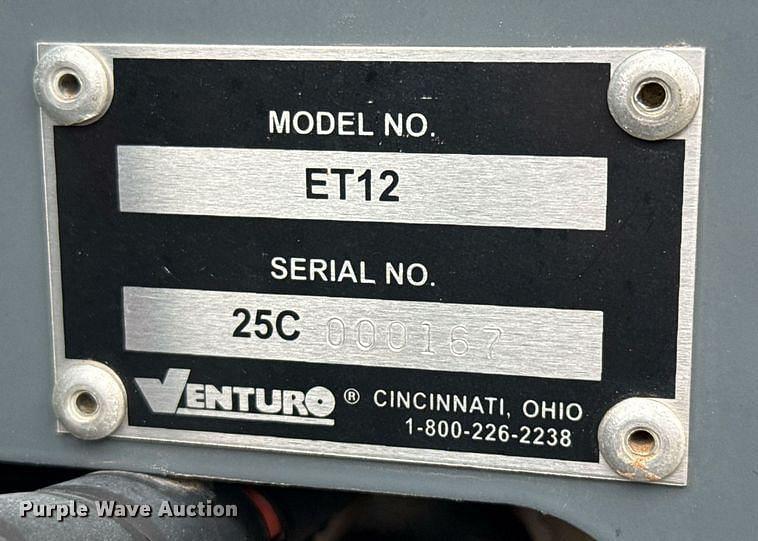 MODEL NO.
ET12
SERIAL NO.
25C 000167
VENTURO ® CINCINNATI, OHIO
1-800-226-2238
Purple Wave Auction